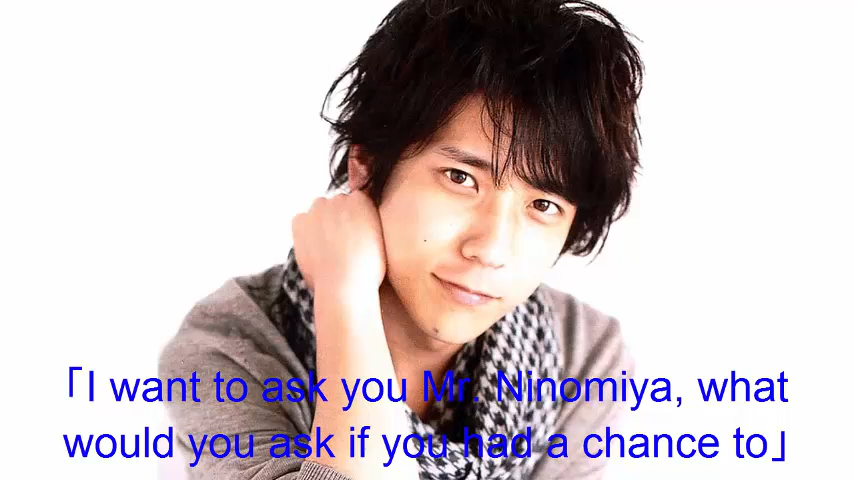 「I want to ask you Mr. Ninomiya, what
would you ask if you had a chance to」